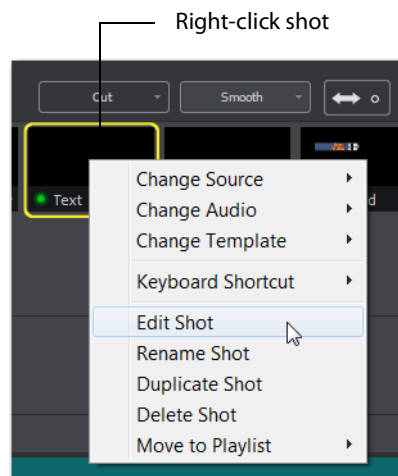 Right-click shot
Cut
Smooth
Text
d
Change Source
Change Audio
Change Template
Keyboard Shortcut
Edit Shot
Rename Shot
Duplicate Shot
Delete Shot
Move to Playlist